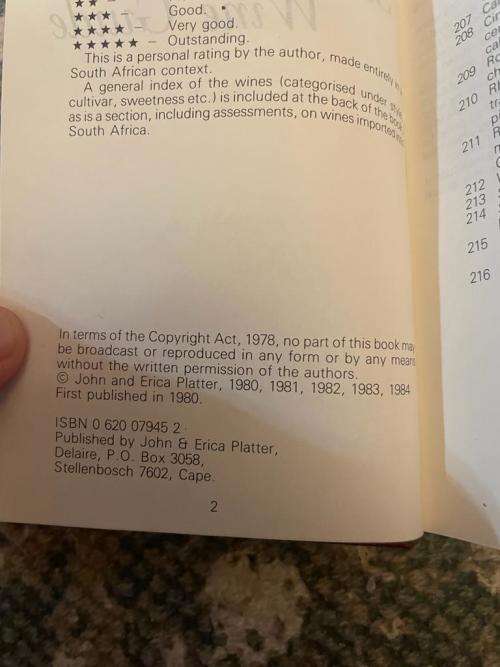 ★★
★★★ – Good.
★★★★ – Very good.
★★★★★ – Outstanding.
This is a personal rating by the author, made entirely in
South African context.
A general index of the wines (categorised under style
cultivar, sweetness etc.) is included at the back of the book
as is a section, including assessments, on wines imported into
South Africa.
In terms of the Copyright Act, 1978, no part of this book may
be broadcast or reproduced in any form or by any means
without the written permission of the authors.
© John and Erica Platter, 1980, 1981, 1982, 1983, 1984
First published in 1980.
ISBN 0 620 07945 2
Published by John & Erica Platter,
Delaire, P.O. Box 3058,
Stellenbosch 7602, Cape.
2
207 Ca
208 C
209 Ro
210 R
211 R
212
213
214
215
216